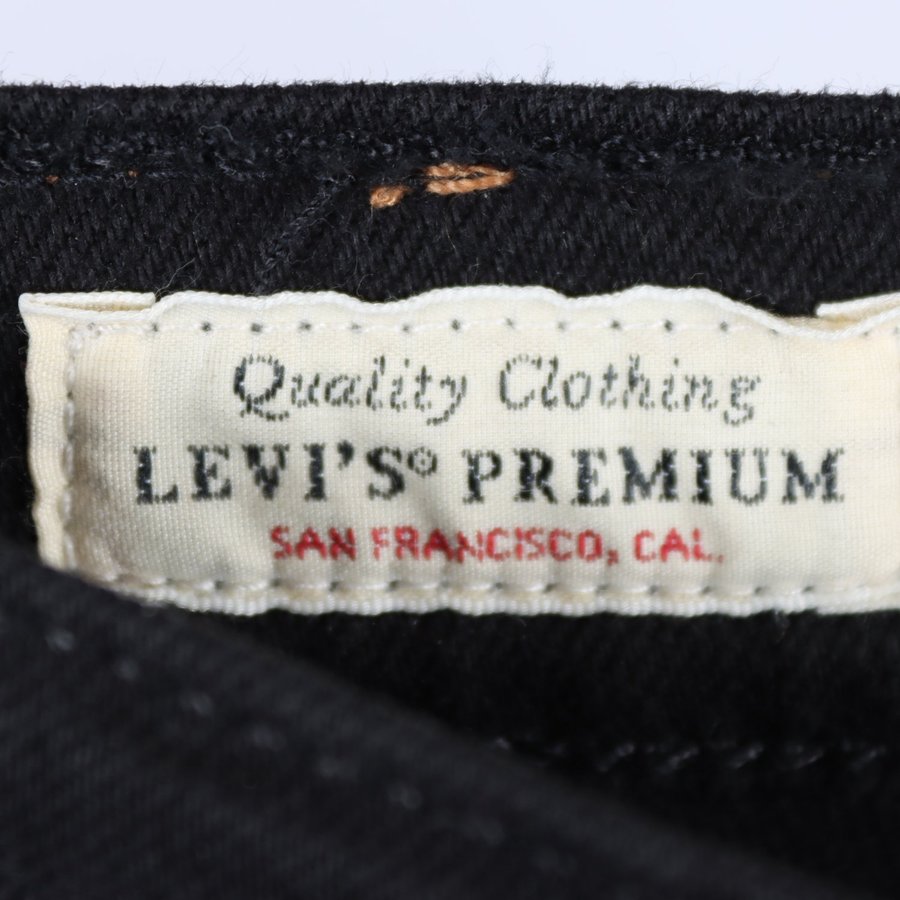 Quality Clothing
LEVI'S® PREMIUM
SAN FRANCISCO, CAL.